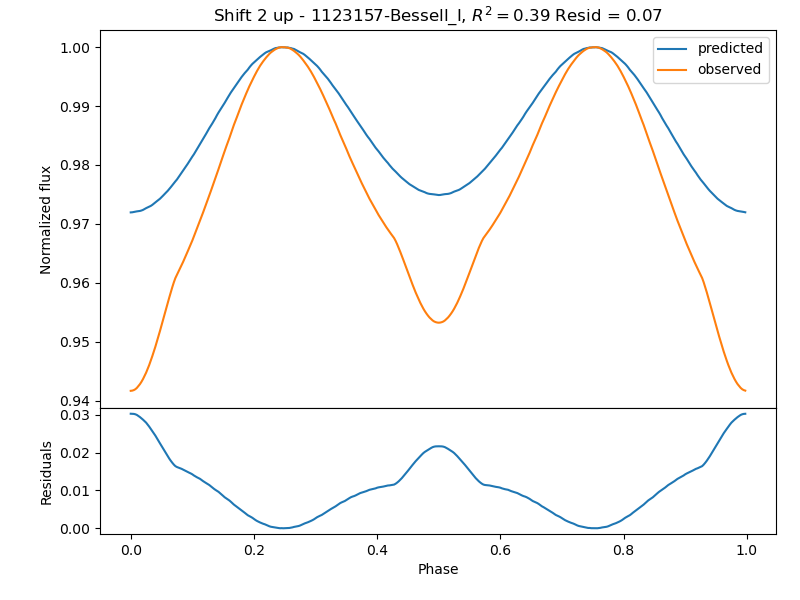 Shift 2 up - 1123157-Bessell_I, R² = 0.39 Resid = 0.07
predicted
observed
Normalized flux
1.00
0.99
0.98
0.97
0.96
0.95
0.94
Residuals
0.03
0.02
0.01
0.00
0.0 0.2 0.4 0.6 0.8 1.0
Phase